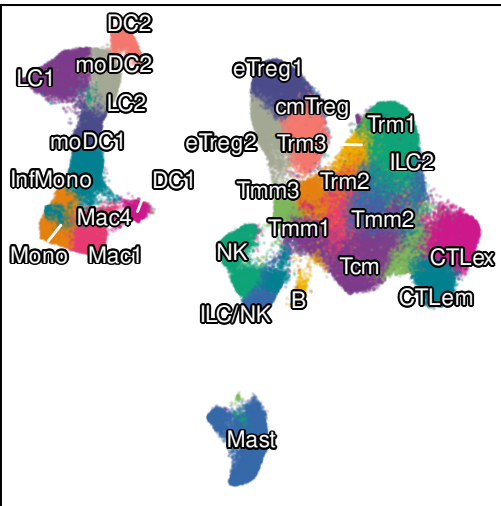 DC2
LC1
moDC2
LC2
moDC1
InfMono
DC1
Mac4
Mono
Mac1
eTreg1
cmTreg
eTreg2
Trm3
Trm1
ILC2
Tmm3
Trm2
Tmm1
Tmm2
NK
Tcm
CTLex
B
CTLem
ILC/NK
Mast